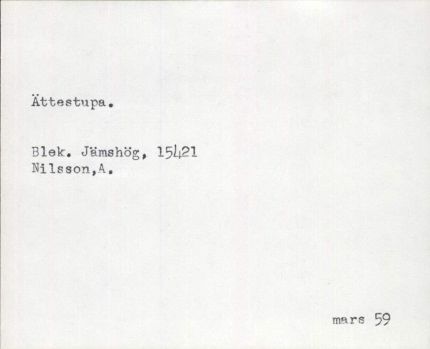 Ättestupa.
Blek. Jämshög, 15421
Nilsson,A.
mars 59